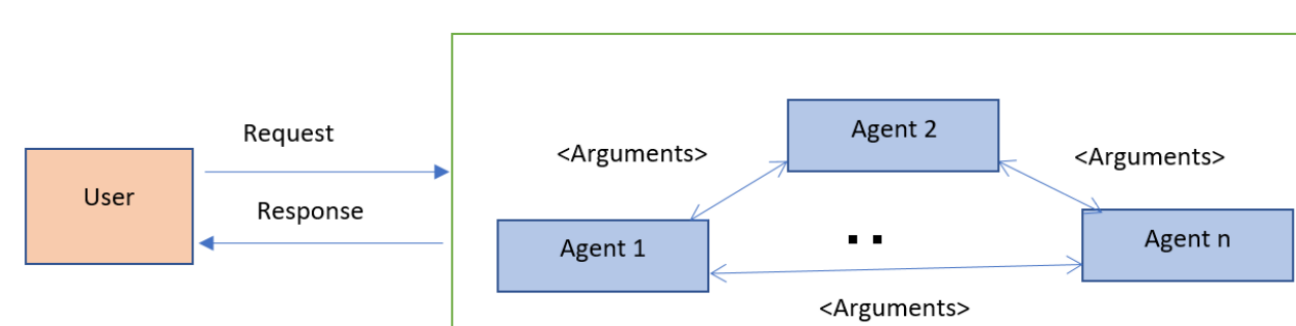 Request
User
Response
Agent 2
<Arguments>
<Arguments>
Agent 1
..
Agent n
<Arguments>